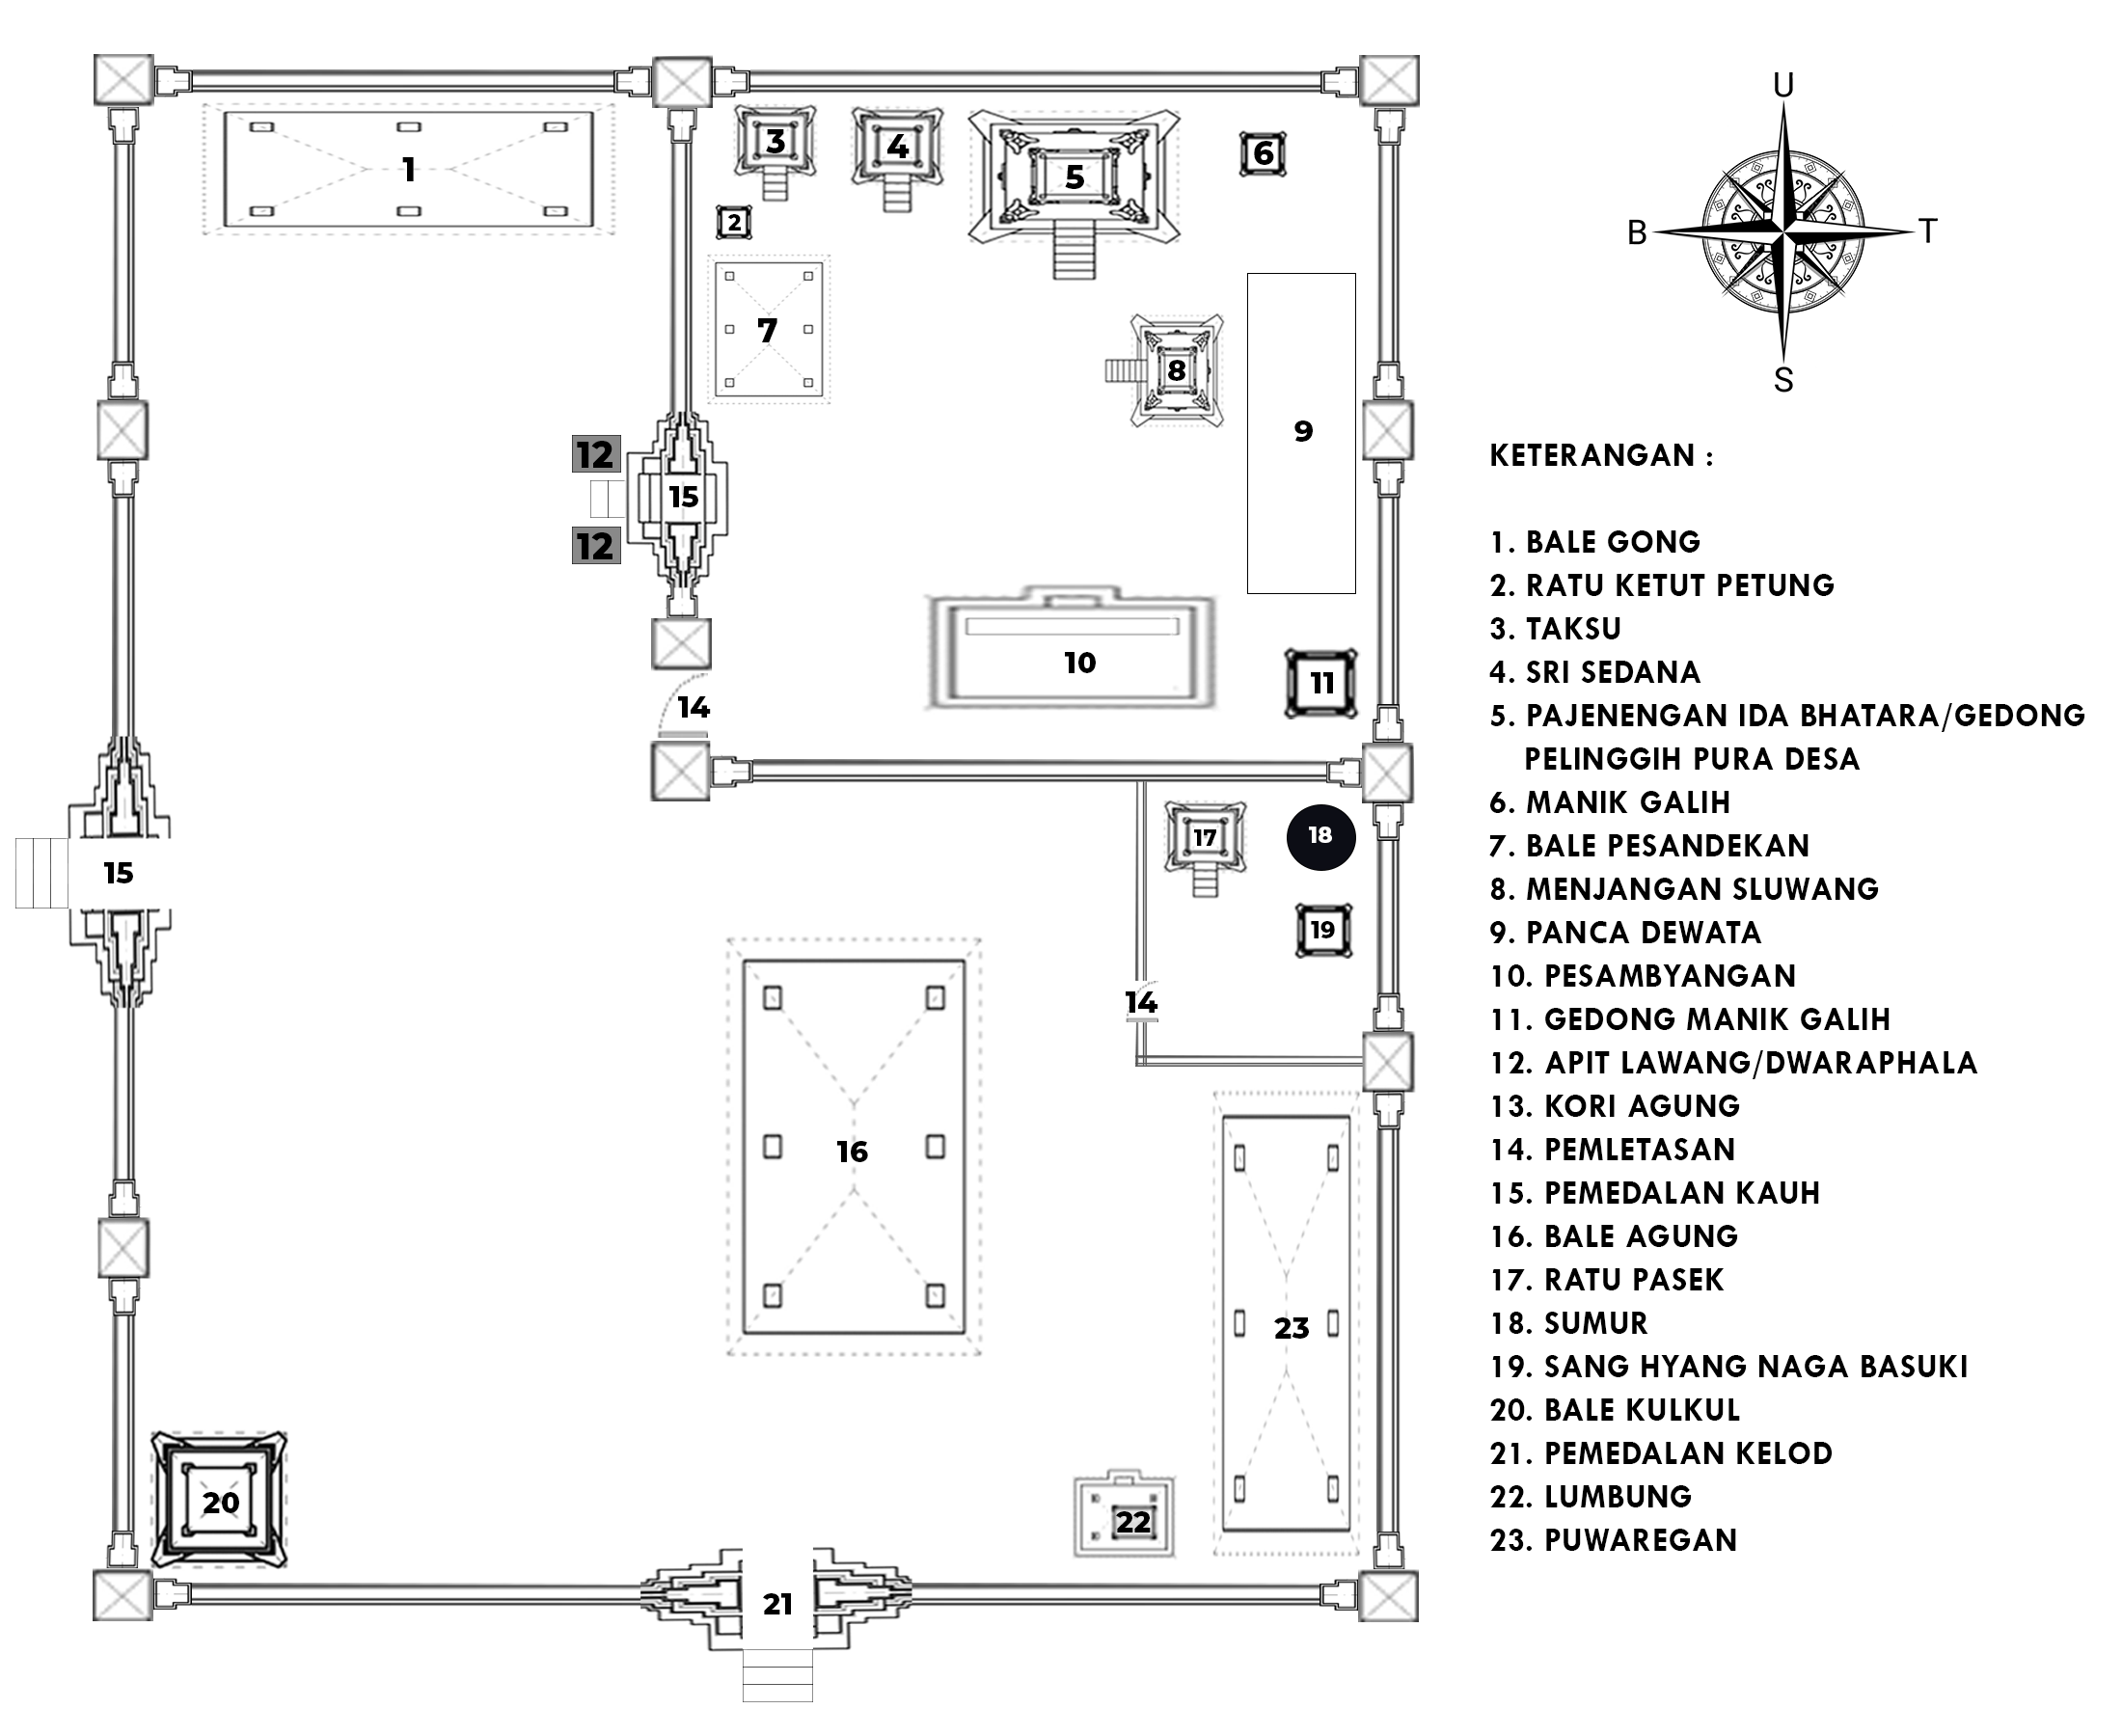 U
B
T
S
1
3
4
5
6
2
7
8
9
12
15
12
10
11
14
15
17
18
19
14
16
23
20
22
21
KETERANGAN :
1. BALE GONG
2. RATU KETUT PETUNG
3. TAKSU
4. SRI SEDANA
5. PAJENENGAN IDA BHATARA/GEDONG
PELINGGIH PURA DESA
6. MANIK GALIH
7. BALE PESANDEKAN
8. MENJANGAN SLUWANG
9. PANCA DEWATA
10. PESAMBYANGAN
11. GEDONG MANIK GALIH
12. APIT LAWANG/DWARAPHALA
13. KORI AGUNG
14. PEMLETASAN
15. PEMEDALAN KAUH
16. BALE AGUNG
17. RATU PASEK
18. SUMUR
19. SANG HYANG NAGA BASUKI
20. BALE KULKUL
21. PEMEDALAN KELOD
22. LUMBUNG
23. PUWAREGAN